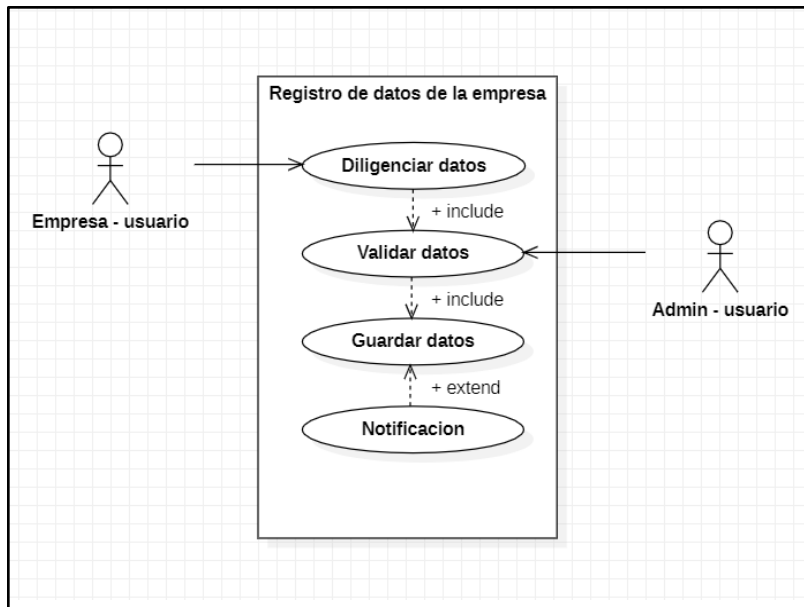 Registro de datos de la empresa
Diligenciar datos
+ include
Empresa - usuario
Validar datos
+ include
Admin - usuario
Guardar datos
+ extend
Notificacion